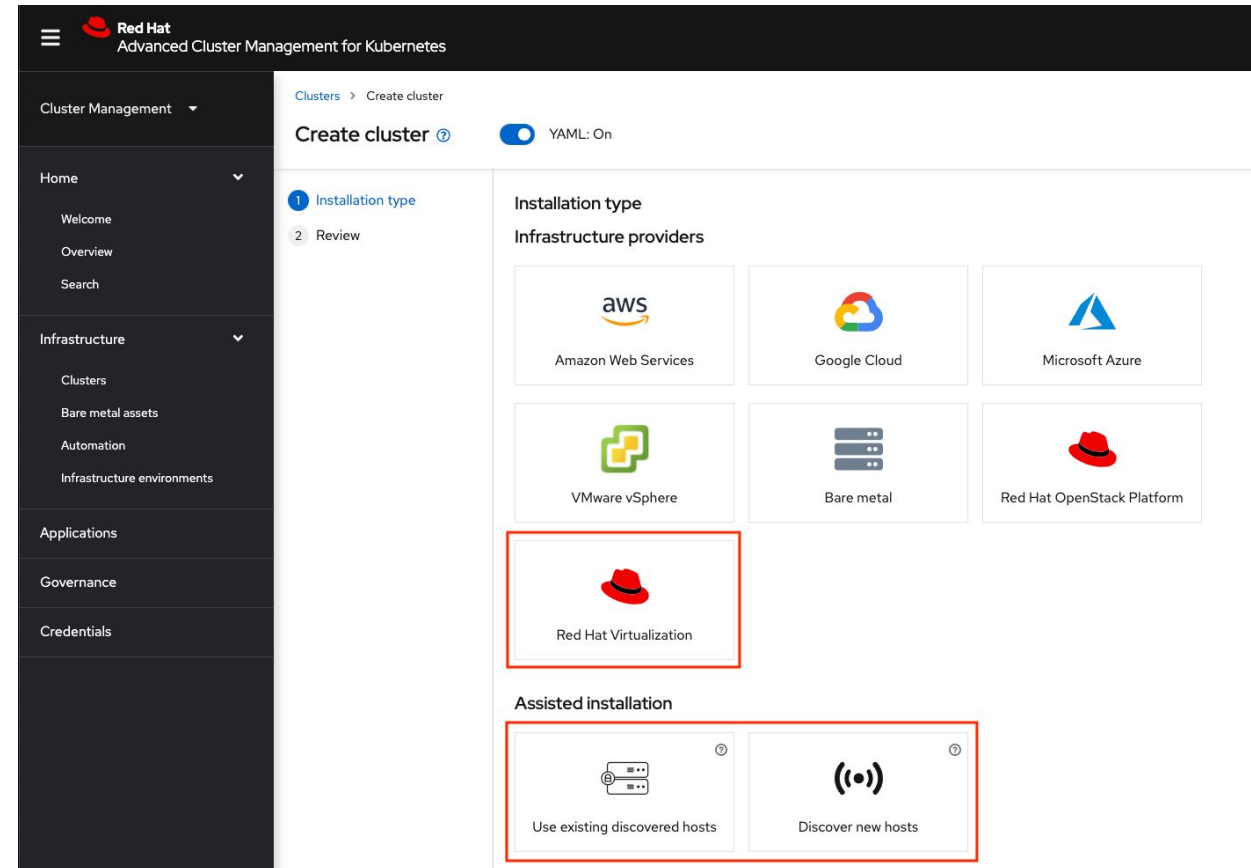 Red Hat
Advanced Cluster Management for Kubernetes
Cluster Management
Home
Welcome
Overview
Search
Infrastructure
Clusters
Bare metal assets
Automation
Infrastructure environments
Applications
Governance
Credentials
Clusters > Create cluster
Create cluster
YAML: On
1 Installation type
2 Review
Installation type
Infrastructure providers
aws
Amazon Web Services
Google Cloud
Microsoft Azure
VMware vSphere
Bare metal
Red Hat OpenStack Platform
Red Hat Virtualization
Assisted installation
Use existing discovered hosts
Discover new hosts